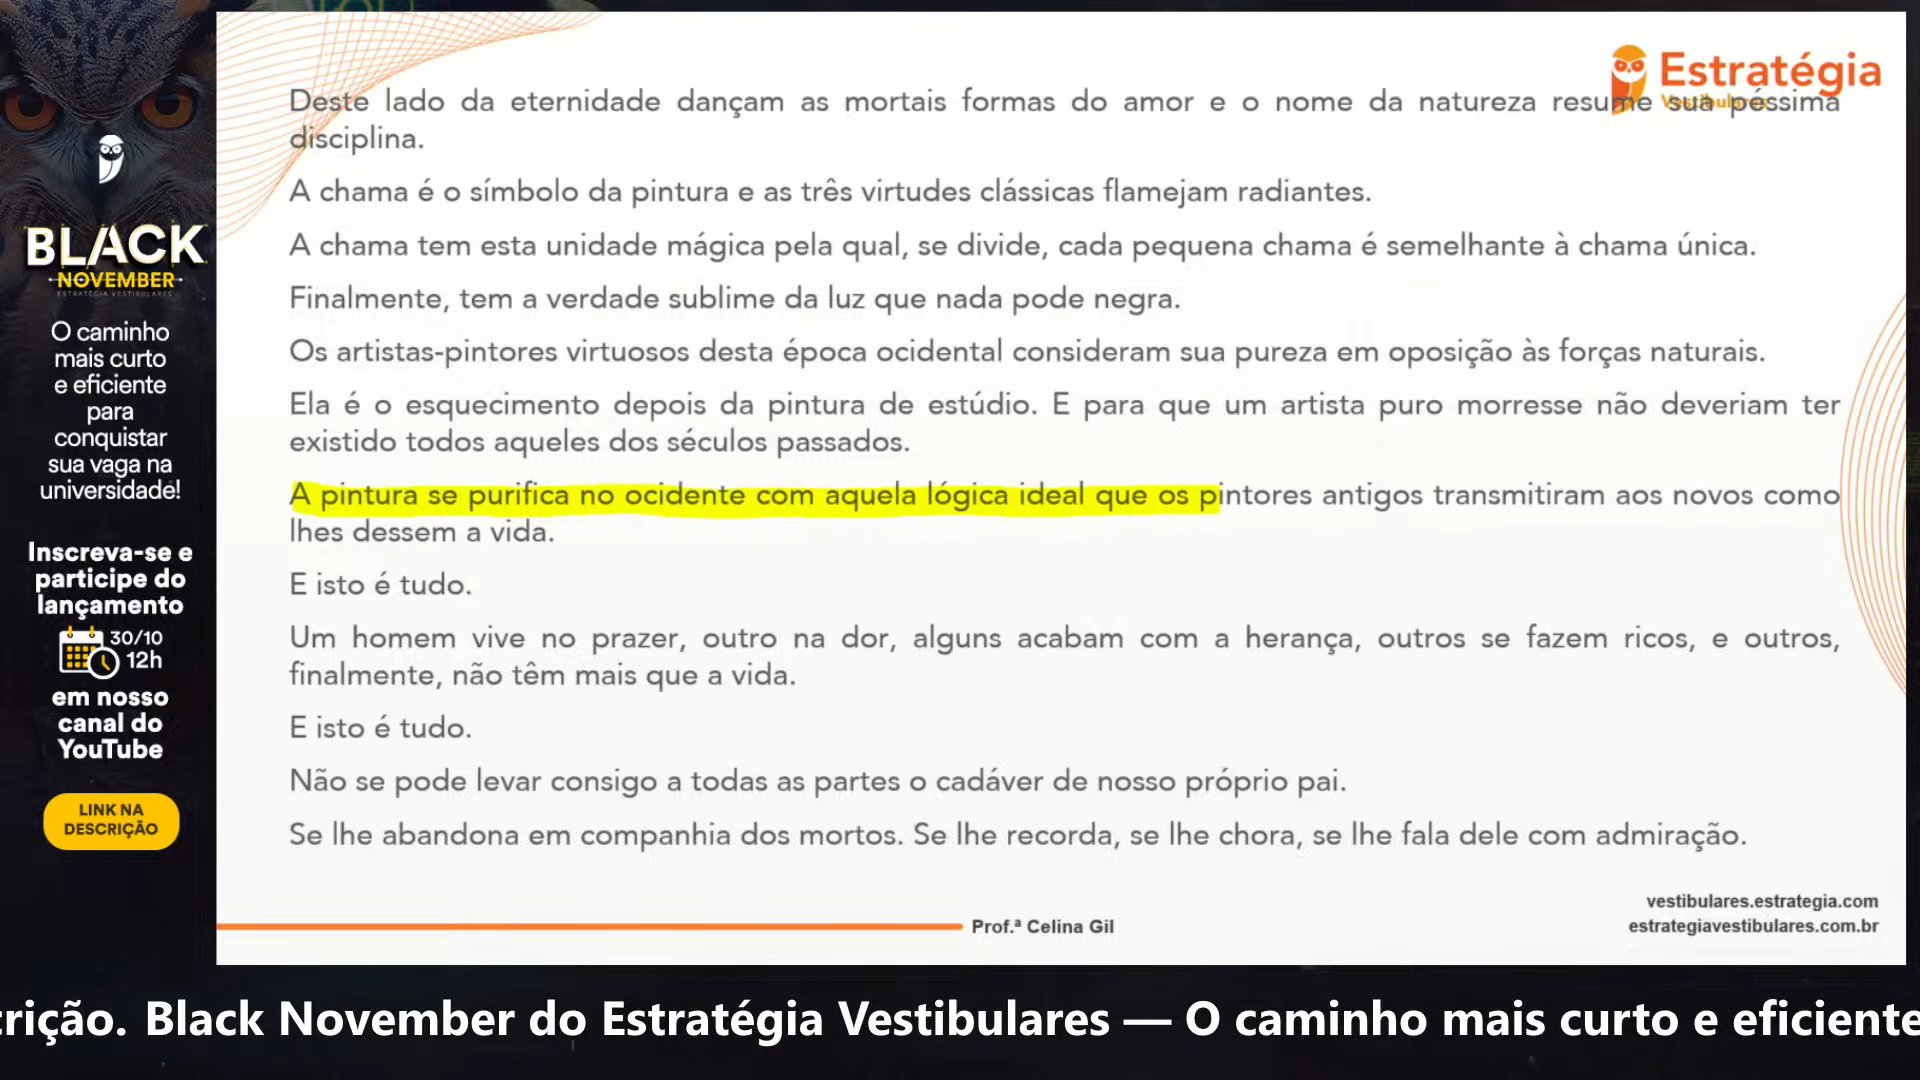 BLACK
NOVEMBER
ESTRATÉGIA VESTIBULARES
O caminho
mais curto
e eficiente
para
conquistar
sua vaga na
universidade!
Inscreva-se e
participe do
lançamento
30/10
12h
em nosso
canal do
YouTube
LINK NA
DESCRIÇÃO
Estratégia
Vestibulares
Deste lado da eternidade dançam as mortais formas do amor e o nome da natureza resume sua péssima
disciplina.
A chama é o símbolo da pintura e as três virtudes clássicas flamejam radiantes.
A chama tem esta unidade mágica pela qual, se divide, cada pequena chama é semelhante à chama única.
Finalmente, tem a verdade sublime da luz que nada pode negra.
Os artistas-pintores virtuosos desta época ocidental consideram sua pureza em oposição às forças naturais.
Ela é o esquecimento depois da pintura de estúdio. E para que um artista puro morresse não deveriam ter
existido todos aqueles dos séculos passados.
A pintura se purifica no ocidente com aquela lógica ideal que os pintores antigos transmitiram aos novos como
lhes dessem a vida.
E isto é tudo.
Um homem vive no prazer, outro na dor, alguns acabam com a herança, outros se fazem ricos, e outros,
finalmente, não têm mais que a vida.
E isto é tudo.
Não se pode levar consigo a todas as partes o cadáver de nosso próprio pai.
Se lhe abandona em companhia dos mortos. Se lhe recorda, se lhe chora, se lhe fala dele com admiração.
Prof.ª Celina Gil
vestibulares.estrategia.com
estrategiavestibulares.com.br
crição. Black November do Estratégia Vestibulares — O caminho mais curto e eficiente